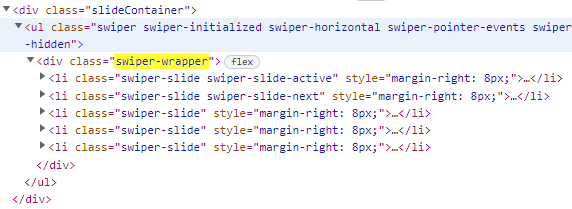 <div class="slideContainer">
<ul class="swiper swiper-initialized swiper-horizontal swiper-pointer-events swiper
-hidden">
<div class="swiper-wrapper"> flex
<li class="swiper-slide swiper-slide-active" style="margin-right: 8px;">…</li>
<li class="swiper-slide swiper-slide-next" style="margin-right: 8px;">…</li>
<li class="swiper-slide" style="margin-right: 8px;">…</li>
<li class="swiper-slide" style="margin-right: 8px;">…</li>
<li class="swiper-slide" style="margin-right: 8px;">…</li>
</div>
</ul>
</div>